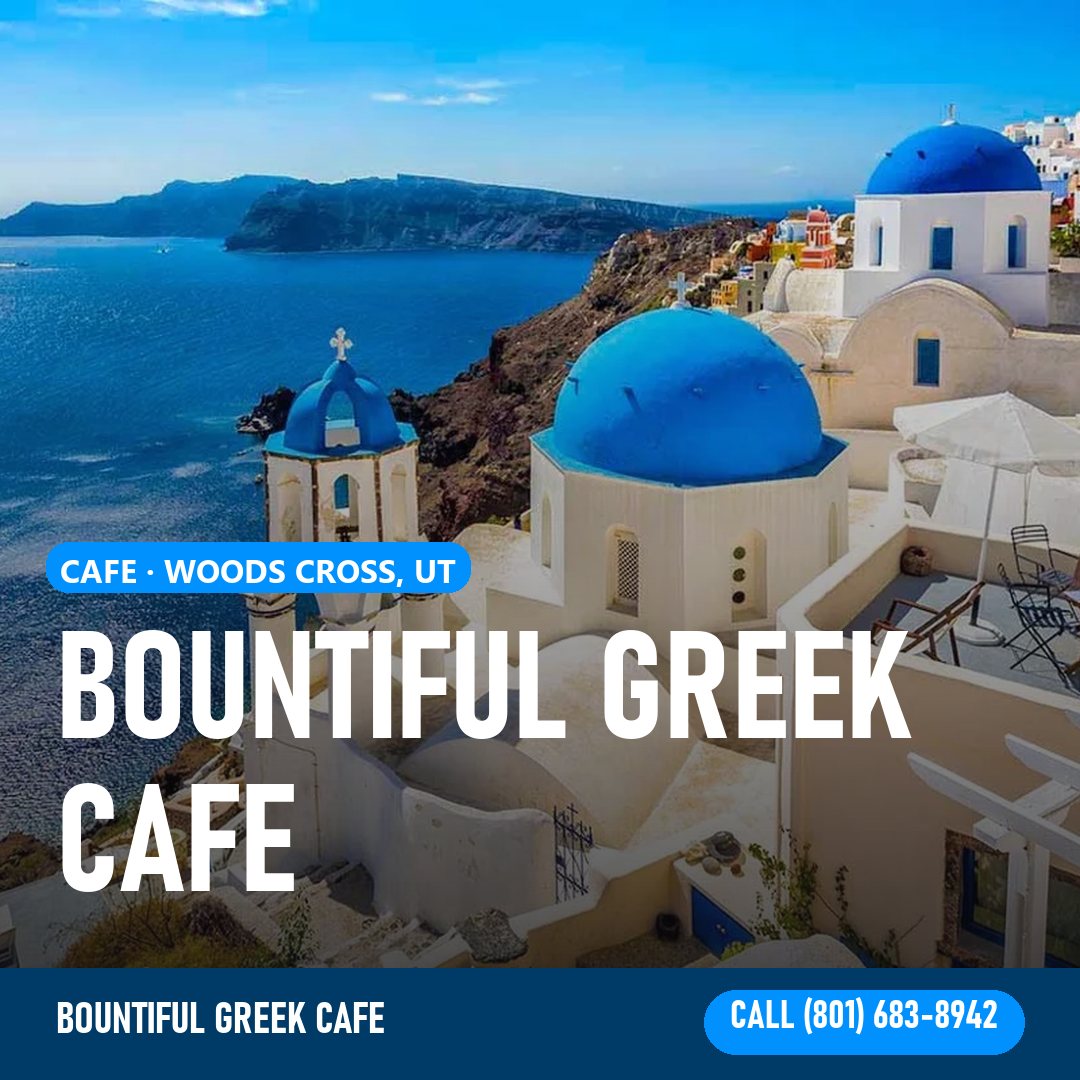 CAFE · WOODS CROSS, UT
BOUNTIFUL GREEK
CAFE
BOUNTIFUL GREEK CAFE
CALL (801) 683-8942